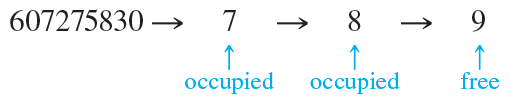 607275830 → 7 → 8 → 9
↑ ↑ ↑
occupied occupied free